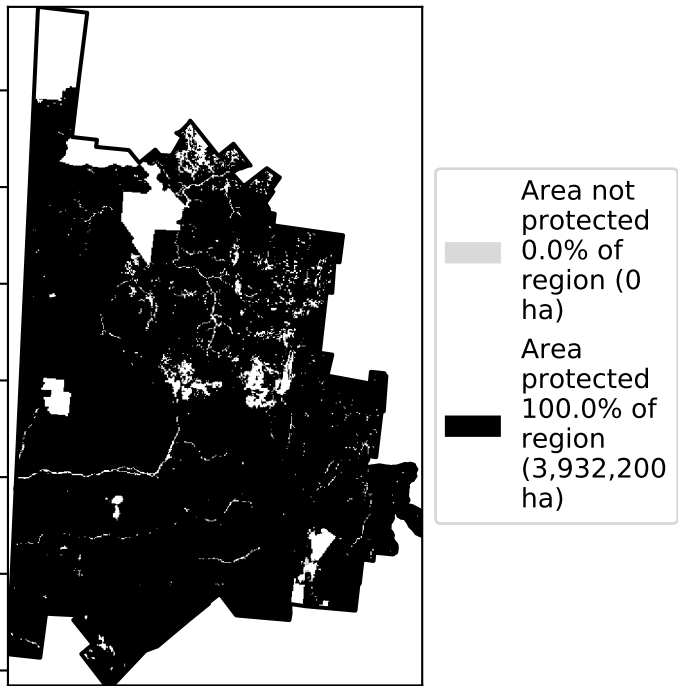 Area not
protected
0.0% of
region (0
ha)
Area
protected
100.0% of
region
(3,932,200
ha)